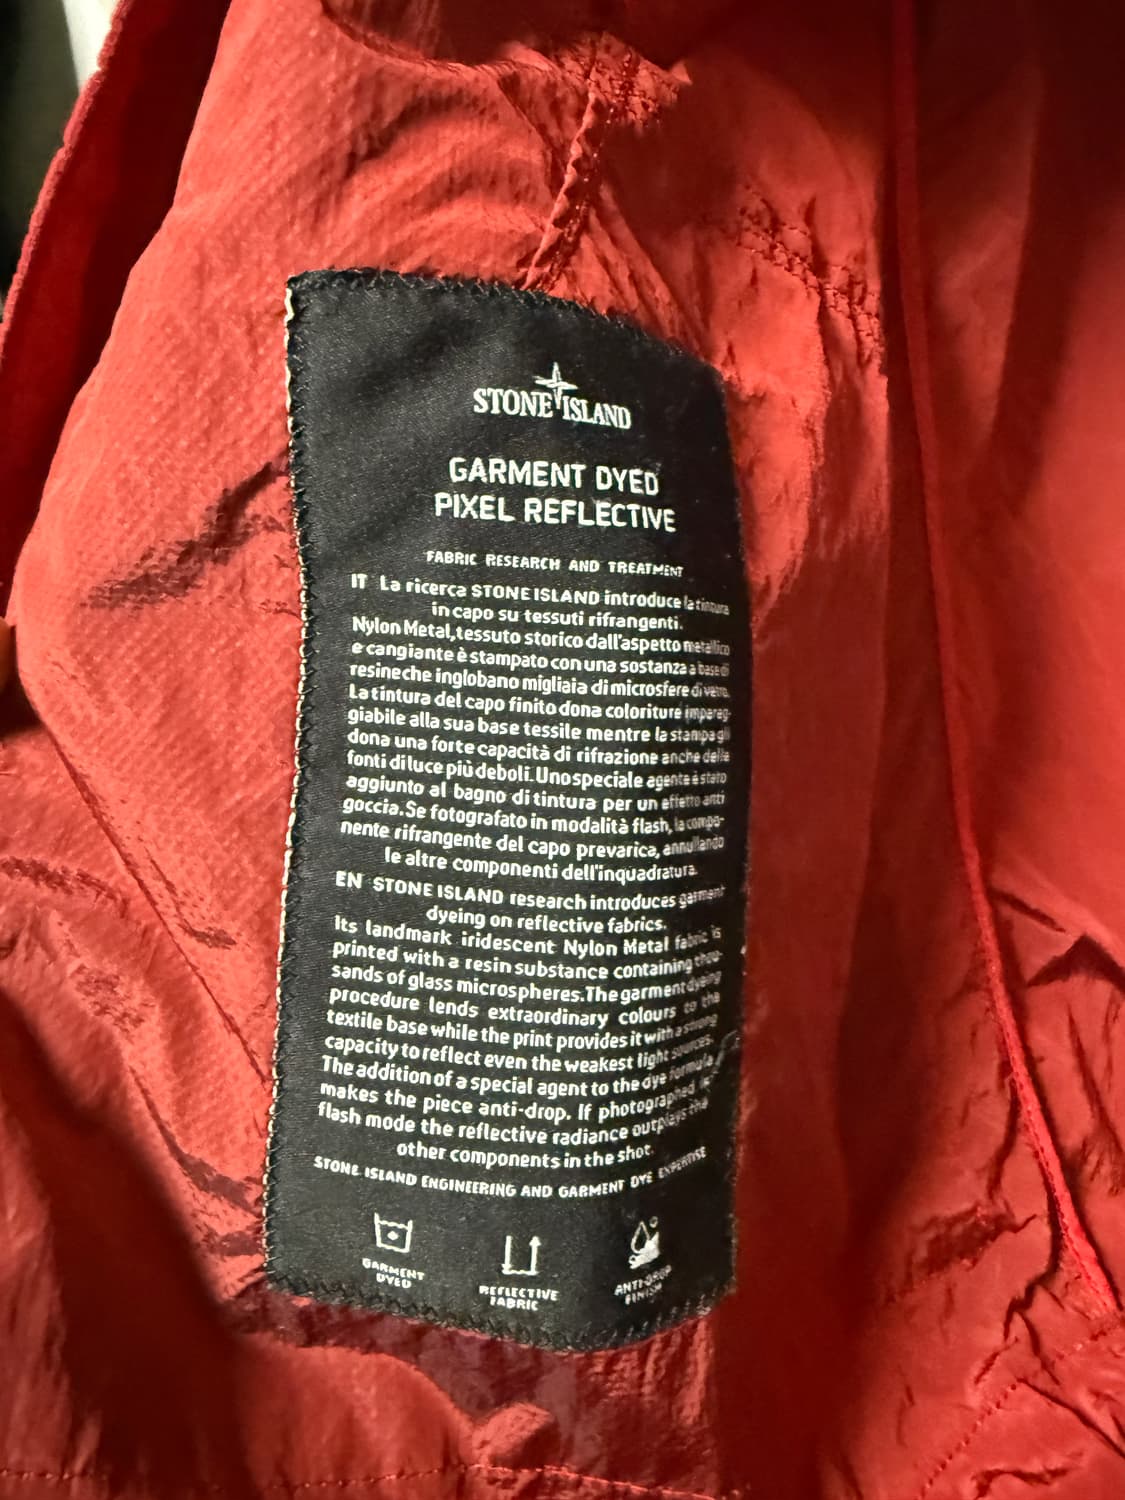 STONE ISLAND
GARMENT DYED
PIXEL REFLECTIVE
FABRIC RESEARCH AND TREATMENT
IT La ricerca STONE ISLAND introduce la tintura
in capo su tessuti rifrangenti.
Nylon Metal, tessuto storico dall'aspetto metallico
e cangiante è stampato con una sostanza a base di
resine che inglobano migliaia di microsfere di vetro.
La tintura del capo finito dona coloriture impareg-
giabile alla sua base tessile mentre la stampa gli
dona una forte capacità di rifrazione anche delle
fonti di luce più deboli. Uno speciale agente è stato
aggiunto al bagno di tintura per un effetto anti
goccia. Se fotografato in modalità flash, la compo-
nente rifrangente del capo prevarica, annullando
le altre componenti dell'inquadratura.
EN STONE ISLAND research introduces garment
dyeing on reflective fabrics.
Its landmark iridescent Nylon Metal fabric is
printed with a resin substance containing thou-
sands of glass microspheres. The garment dyeing
procedure lends extraordinary colours to the
textile base while the print provides it with a strong
capacity to reflect even the weakest light sources.
The addition of a special agent to the dye formula
makes the piece anti-drop. If photographed in
flash mode the reflective radiance outplays the
other components in the shot.
STONE ISLAND ENGINEERING AND GARMENT DYE EXPERTISE
GARMENT
DYED
REFLECTIVE
FABRIC
ANTI-DROP
FINISH